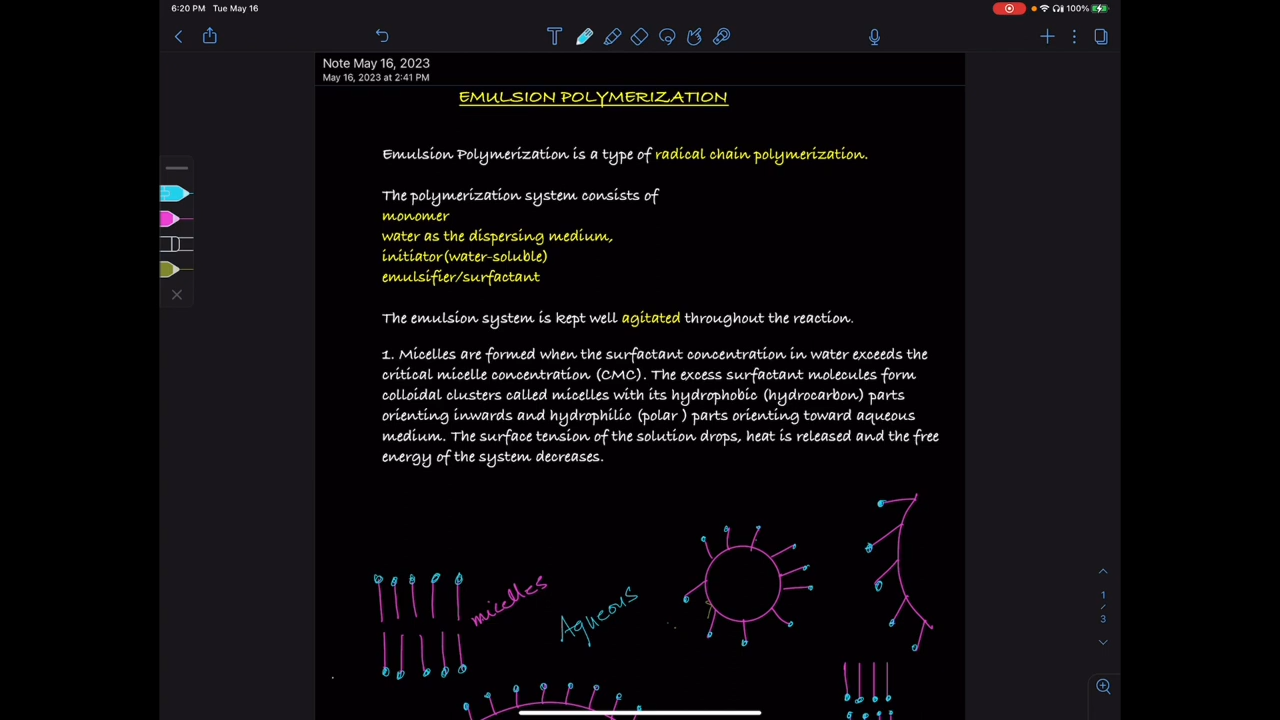 6:20 PM Tue May 16
100%
Note May 16, 2023
May 16, 2023 at 2:41 PM
EMULSION POLYMERIZATION
Emulsion Polymerization is a type of radical chain polymerization.
The polymerization system consists of
monomer
water as the dispersing medium,
initiator(water-soluble)
emulsifier/surfactant
The emulsion system is kept well agitated throughout the reaction.
1. Micelles are formed when the surfactant concentration in water exceeds the
critical micelle concentration (CMC). The excess surfactant molecules form
colloidal clusters called micelles with its hydrophobic (hydrocarbon) parts
orienting inwards and hydrophilic (polar ) parts orienting toward aqueous
medium. The surface tension of the solution drops, heat is released and the free
energy of the system decreases.
micelles
Aqueous
1
/
3